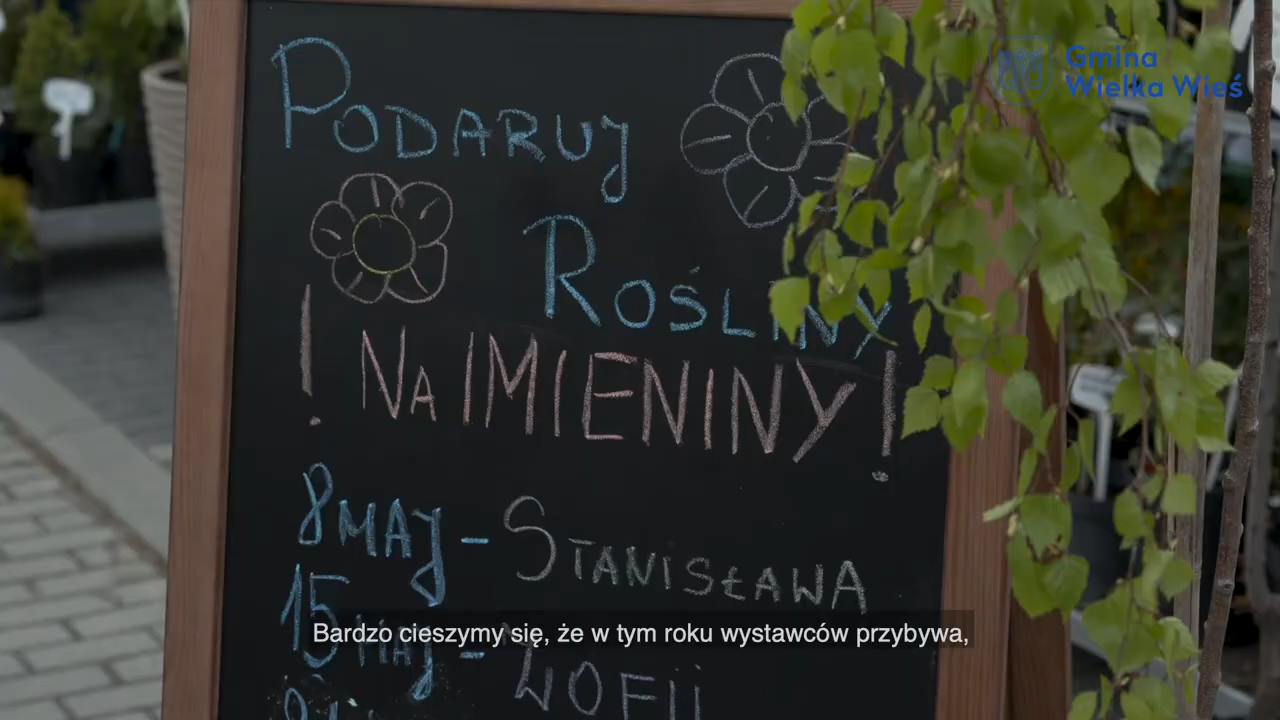 Gmina
Wielka Wieś
PODARUJ
ROŚLINY
! NA IMIENINY!
8 MAJ - STANISŁAWA
15 MAJ - ZOFII
Bardzo cieszymy się, że w tym roku wystawców przybywa,